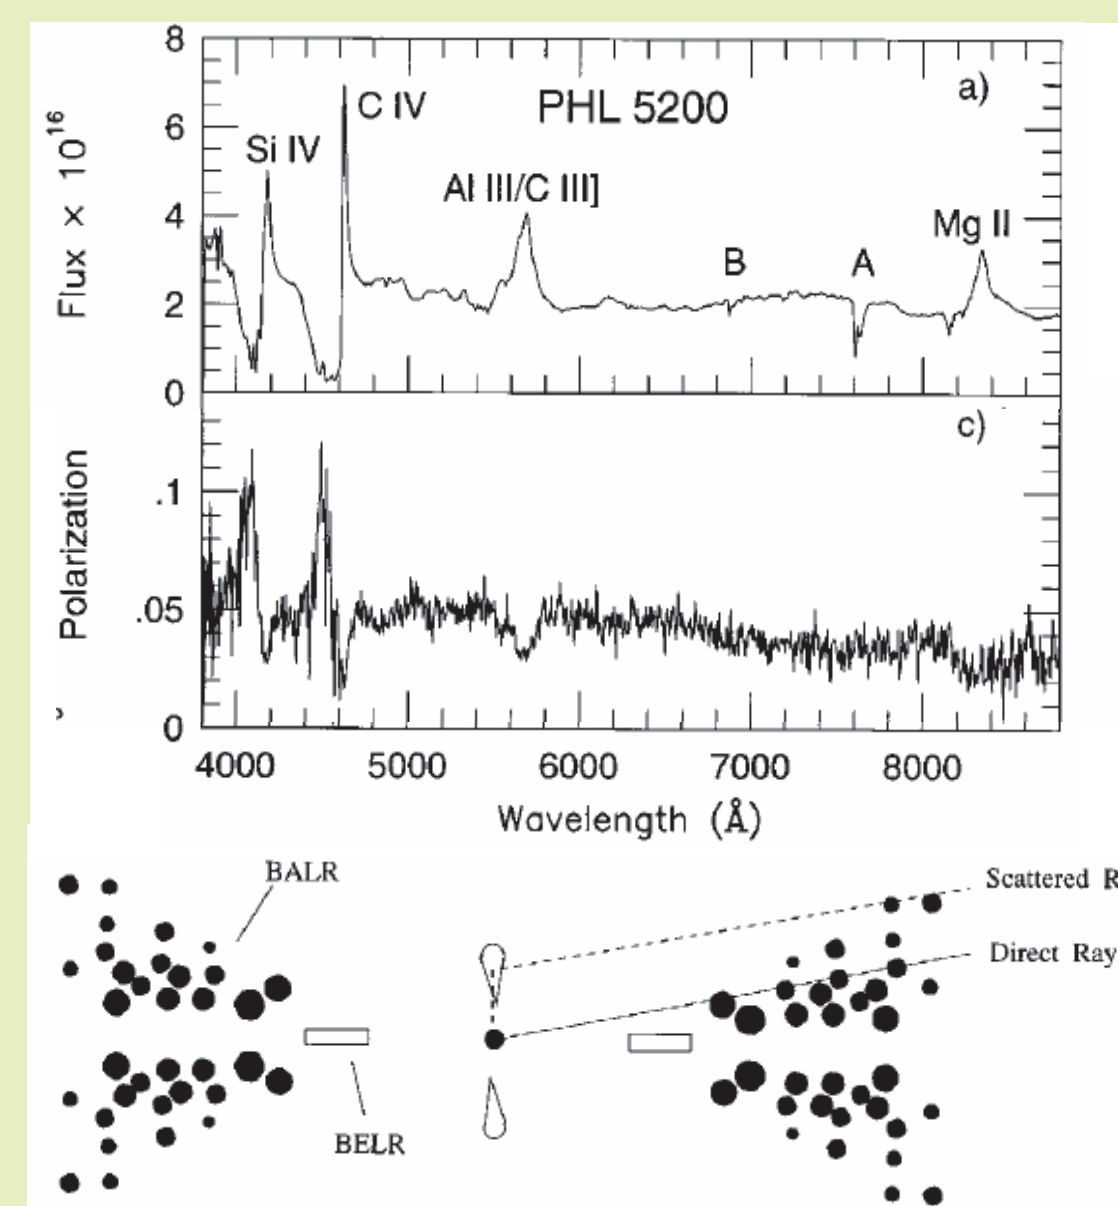 8
a)
PHL 5200
C IV
6
Si IV
Al III/C III]
4
Mg II
B
A
2
0
Flux × 10^16
c)
.1
.05
0
Polarization
4000 5000 6000 7000 8000
Wavelength (Å)
BALR
Scattered R
Direct Ray
BELR